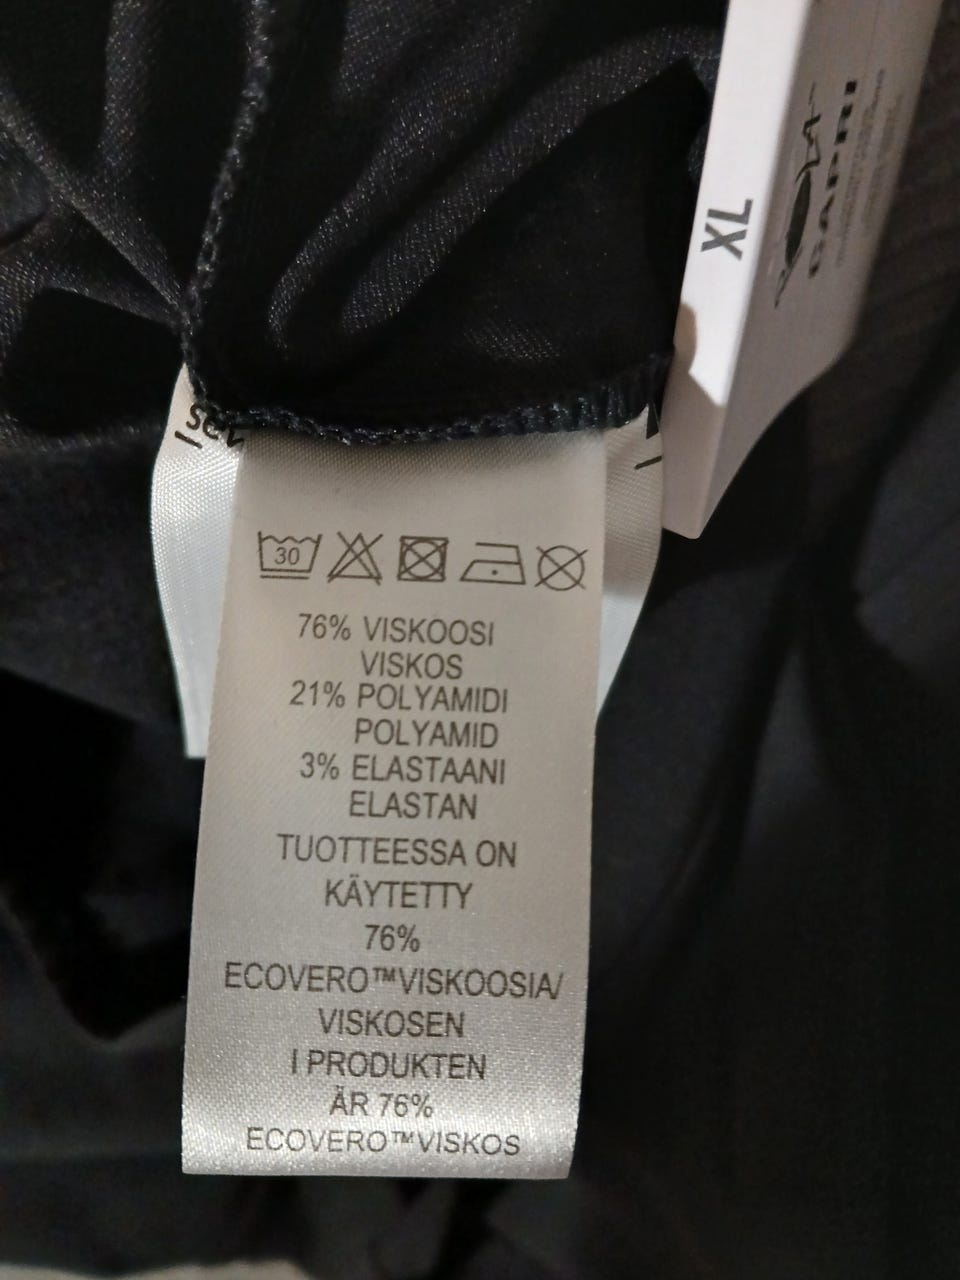 XL
30
76% VISKOOSI
VISKOS
21% POLYAMIDI
POLYAMID
3% ELASTAANI
ELASTAN
TUOTTEESSA ON
KÄYTETTY
76%
ECOVERO™VISKOOSIA/
VISKOSEN
I PRODUKTEN
ÄR 76%
ECOVERO™VISKOS